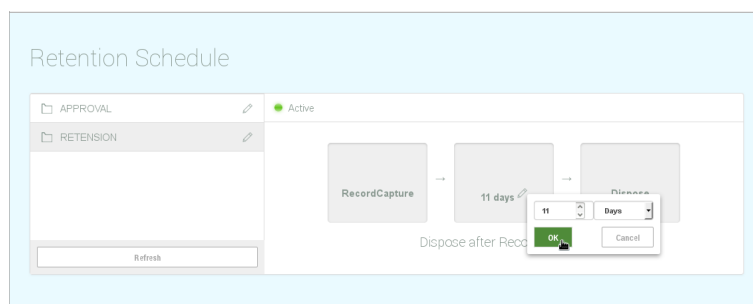 Retention Schedule
APPROVAL
RETENSION
Refresh
Active
RecordCapture
→
11 days
→
Dispose
11
Days
OK
Cancel
Dispose after Reco